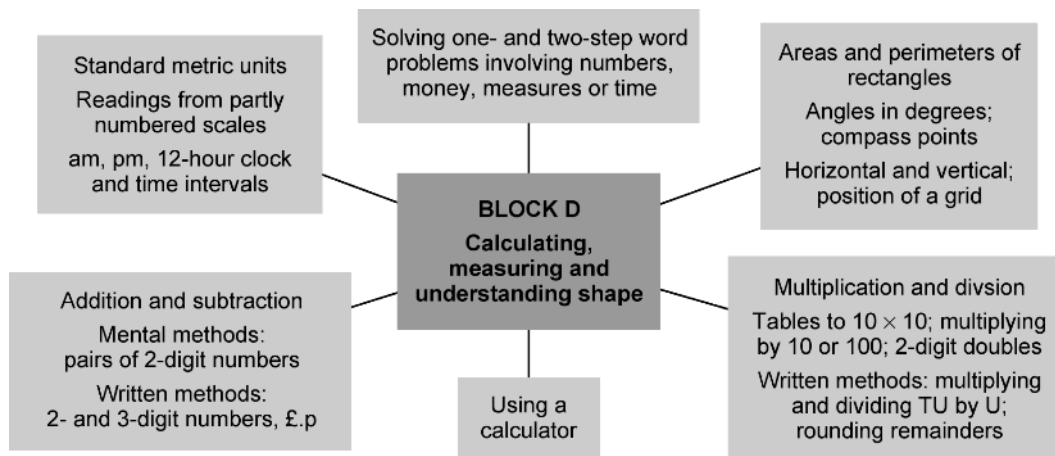 Standard metric units
Readings from partly
numbered scales
am, pm, 12-hour clock
and time intervals
Solving one- and two-step word
problems involving numbers,
money, measures or time
Areas and perimeters of
rectangles
Angles in degrees;
compass points
Horizontal and vertical;
position of a grid
BLOCK D
Calculating,
measuring and
understanding shape
Addition and subtraction
Mental methods:
pairs of 2-digit numbers
Written methods:
2- and 3-digit numbers, £.p
Using a
calculator
Multiplication and divsion
Tables to 10 × 10; multiplying
by 10 or 100; 2-digit doubles
Written methods: multiplying
and dividing TU by U;
rounding remainders